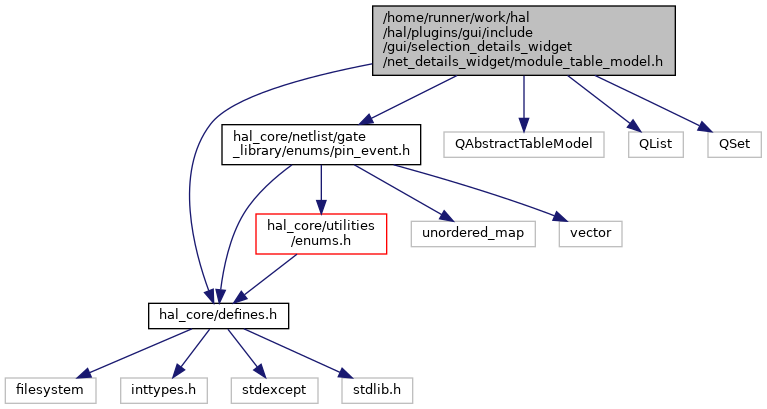 /home/runner/work/hal
/hal/plugins/gui/include
/gui/selection_details_widget
/net_details_widget/module_table_model.h
hal_core/netlist/gate
_library/enums/pin_event.h
QAbstractTableModel
QList
QSet
hal_core/utilities
/enums.h
unordered_map
vector
hal_core/defines.h
filesystem
inttypes.h
stdexcept
stdlib.h